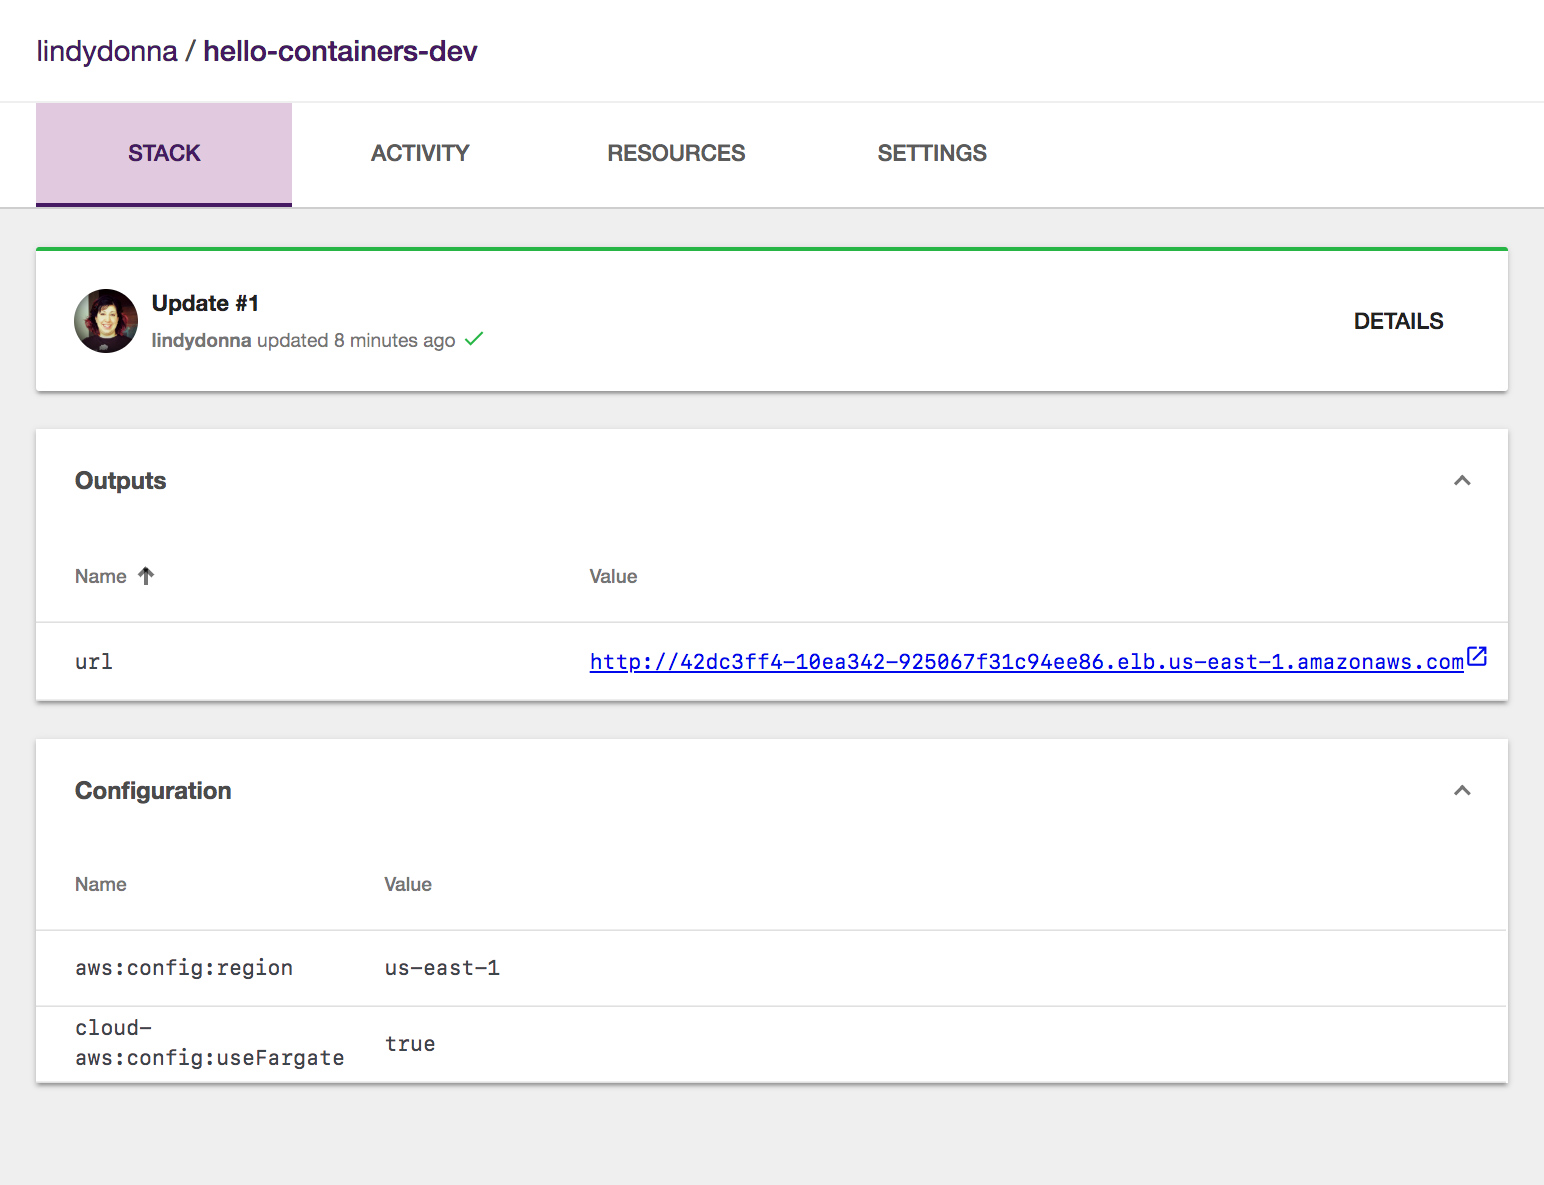 lindydonna / hello-containers-dev
STACK ACTIVITY RESOURCES SETTINGS
Update #1
lindydonna updated 8 minutes ago
DETAILS
Outputs
Name Value
url http://42dc3ff4-10ea342-925067f31c94ee86.elb.us-east-1.amazonaws.com
Configuration
Name Value
aws:config:region us-east-1
cloud-
aws:config:useFargate true